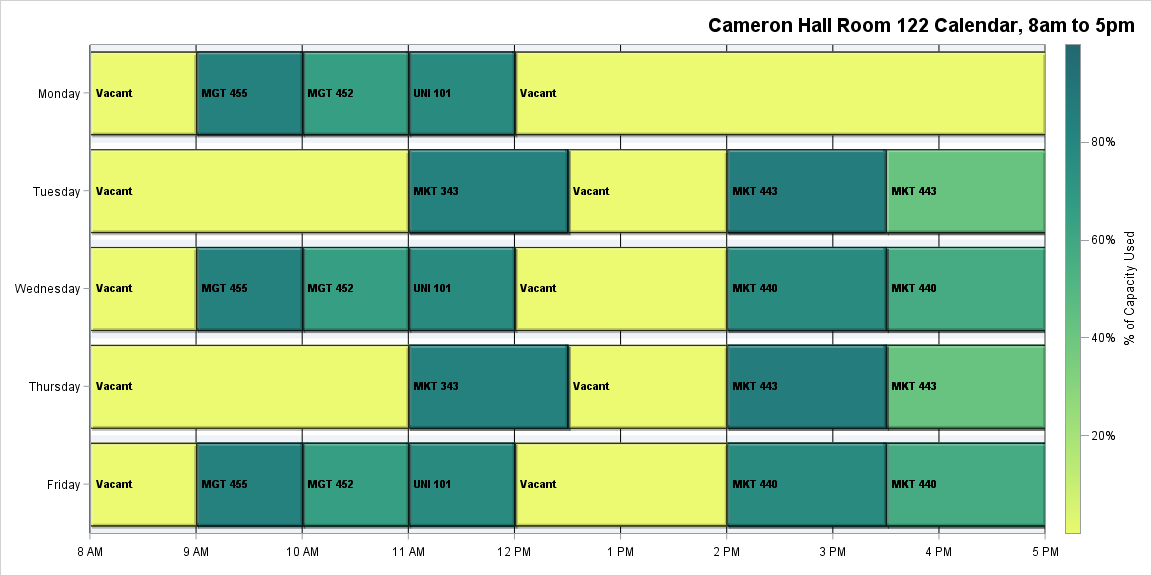 Cameron Hall Room 122 Calendar, 8am to 5pm
Monday
Vacant
MGT 455
MGT 452
UNI 101
Vacant
Tuesday
Vacant
MKT 343
Vacant
MKT 443
MKT 443
Wednesday
Vacant
MGT 455
MGT 452
UNI 101
Vacant
MKT 440
MKT 440
Thursday
Vacant
MKT 343
Vacant
MKT 443
MKT 443
Friday
Vacant
MGT 455
MGT 452
UNI 101
Vacant
MKT 440
MKT 440
8 AM
9 AM
10 AM
11 AM
12 PM
1 PM
2 PM
3 PM
4 PM
5 PM
80%
60%
40%
20%
% of Capacity Used